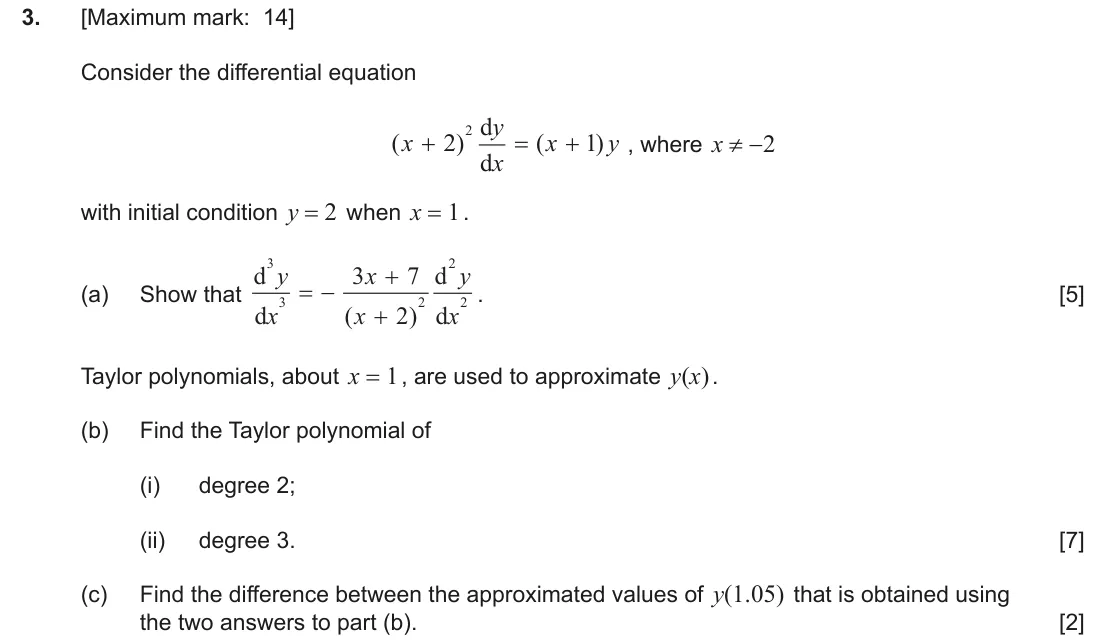 3. [Maximum mark: 14]
Consider the differential equation
(x + 2)² dy/dx = (x + 1)y , where x ≠ −2
with initial condition y = 2 when x = 1.
(a) Show that d³y/dx³ = − (3x + 7)/(x + 2)² d²y/dx² . [5]
Taylor polynomials, about x = 1, are used to approximate y(x).
(b) Find the Taylor polynomial of
(i) degree 2;
(ii) degree 3. [7]
(c) Find the difference between the approximated values of y(1.05) that is obtained using
the two answers to part (b). [2]